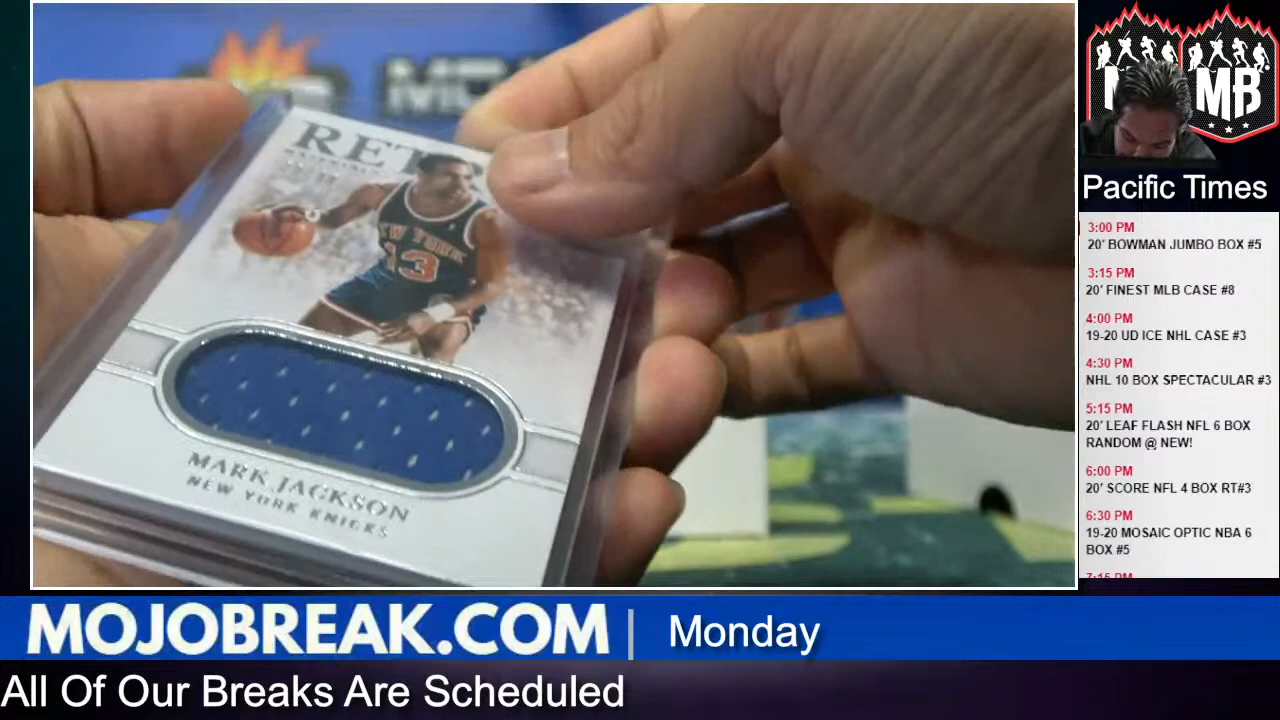 NEW YORK
13
MARK JACKSON
NEW YORK KNICKS
MB
Pacific Times
3:00 PM
20' BOWMAN JUMBO BOX #5
3:15 PM
20' FINEST MLB CASE #8
4:00 PM
19-20 UD ICE NHL CASE #3
4:30 PM
NHL 10 BOX SPECTACULAR #3
5:15 PM
20' LEAF FLASH NFL 6 BOX
RANDOM @ NEW!
6:00 PM
20' SCORE NFL 4 BOX RT#3
6:30 PM
19-20 MOSAIC OPTIC NBA 6
BOX #5
7:15 PM
MOJOBREAK.COM | Monday
All Of Our Breaks Are Scheduled